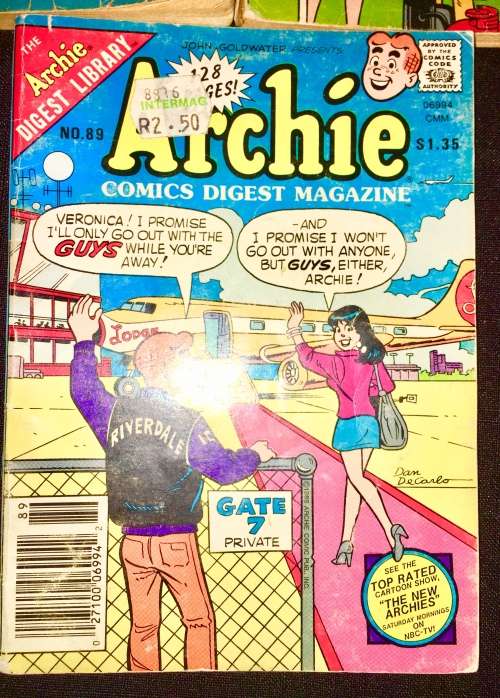 THE
Archie
DIGEST LIBRARY
JOHN GOLDWATER PRESENTS
128
PAGES!
8976
INTERMAG
R2.50
APPROVED
BY THE
COMICS
CODE
AUTHORITY
06994
CMM
NO.89
Archie
$1.35
COMICS DIGEST MAGAZINE
VERONICA! I PROMISE
I'LL ONLY GO OUT WITH THE
GUYS WHILE YOU'RE
AWAY!
-AND
I PROMISE I WON'T
GO OUT WITH ANYONE,
BUT GUYS, EITHER,
ARCHIE!
Lodge
RIVERDALE
Dan
DeCarlo
GATE
7
PRIVATE
89
0 27100 06994 2
SEE THE
TOP RATED
CARTOON SHOW,
"THE NEW
ARCHIES"
SATURDAY MORNINGS
ON
NBC-TV!